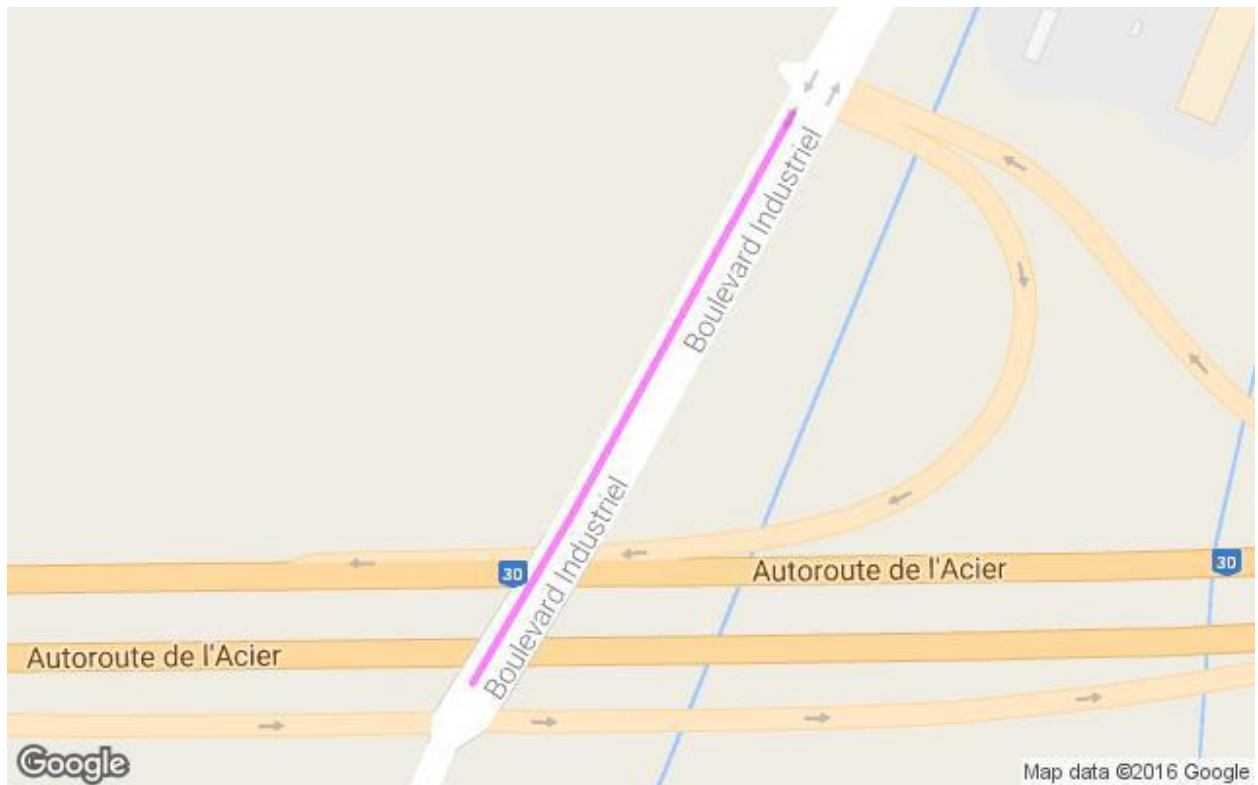 Boulevard Industriel
Boulevard Industriel
30
Autoroute de l'Acier
30
Autoroute de l'Acier
Google
Map data ©2016 Google